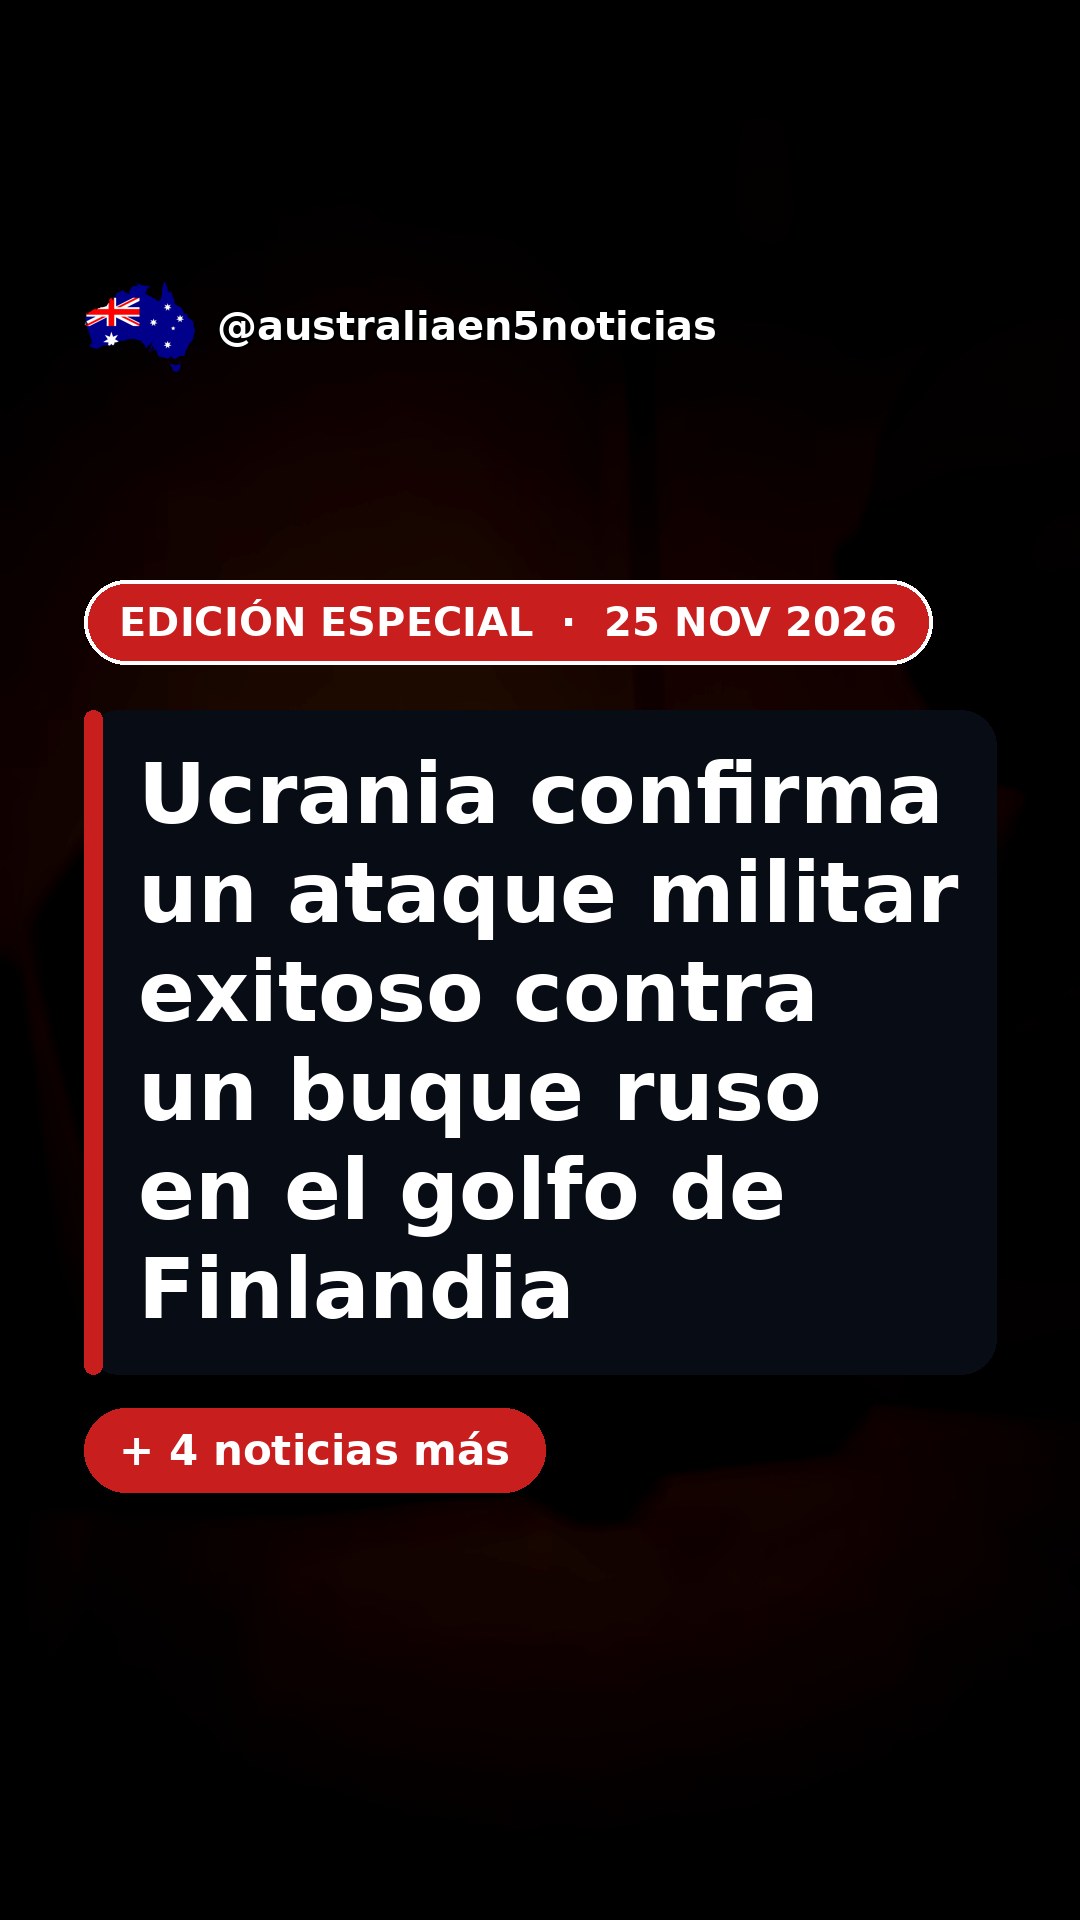 @australiaen5noticias
EDICIÓN ESPECIAL · 25 NOV 2026
Ucrania confirma
un ataque militar
exitoso contra
un buque ruso
en el golfo de
Finlandia
+ 4 noticias más